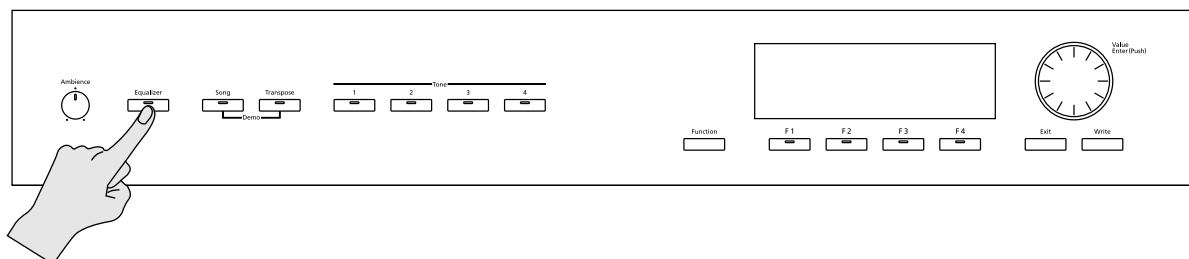 Ambience
Equalizer
Song
Transpose
Demo
Tone
1
2
3
4
Function
F 1
F 2
F 3
F 4
Value
Enter(Push)
Exit
Write